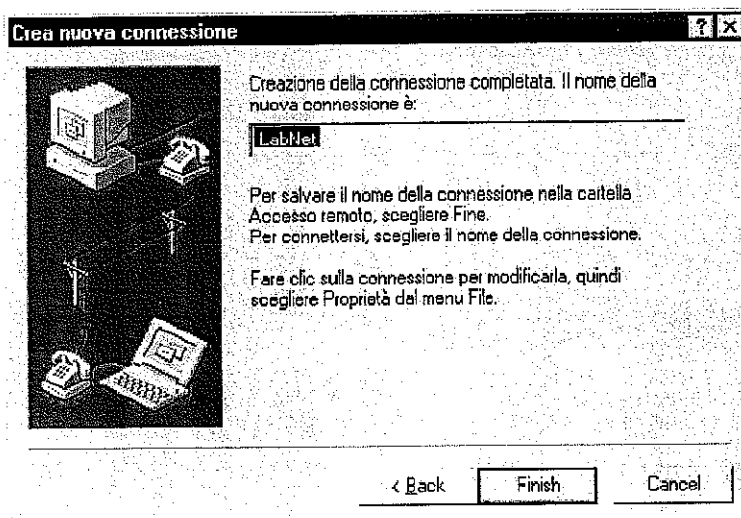 Crea nuova connessione
Creazione della connessione completata. Il nome della
nuova connessione è:
LabNet
Per salvare il nome della connessione nella cartella
Accesso remoto, scegliere Fine.
Per connettersi, scegliere il nome della connessione.
Fare clic sulla connessione per modificarla, quindi
scegliere Proprietà dal menu File.
< Back
Finish
Cancel